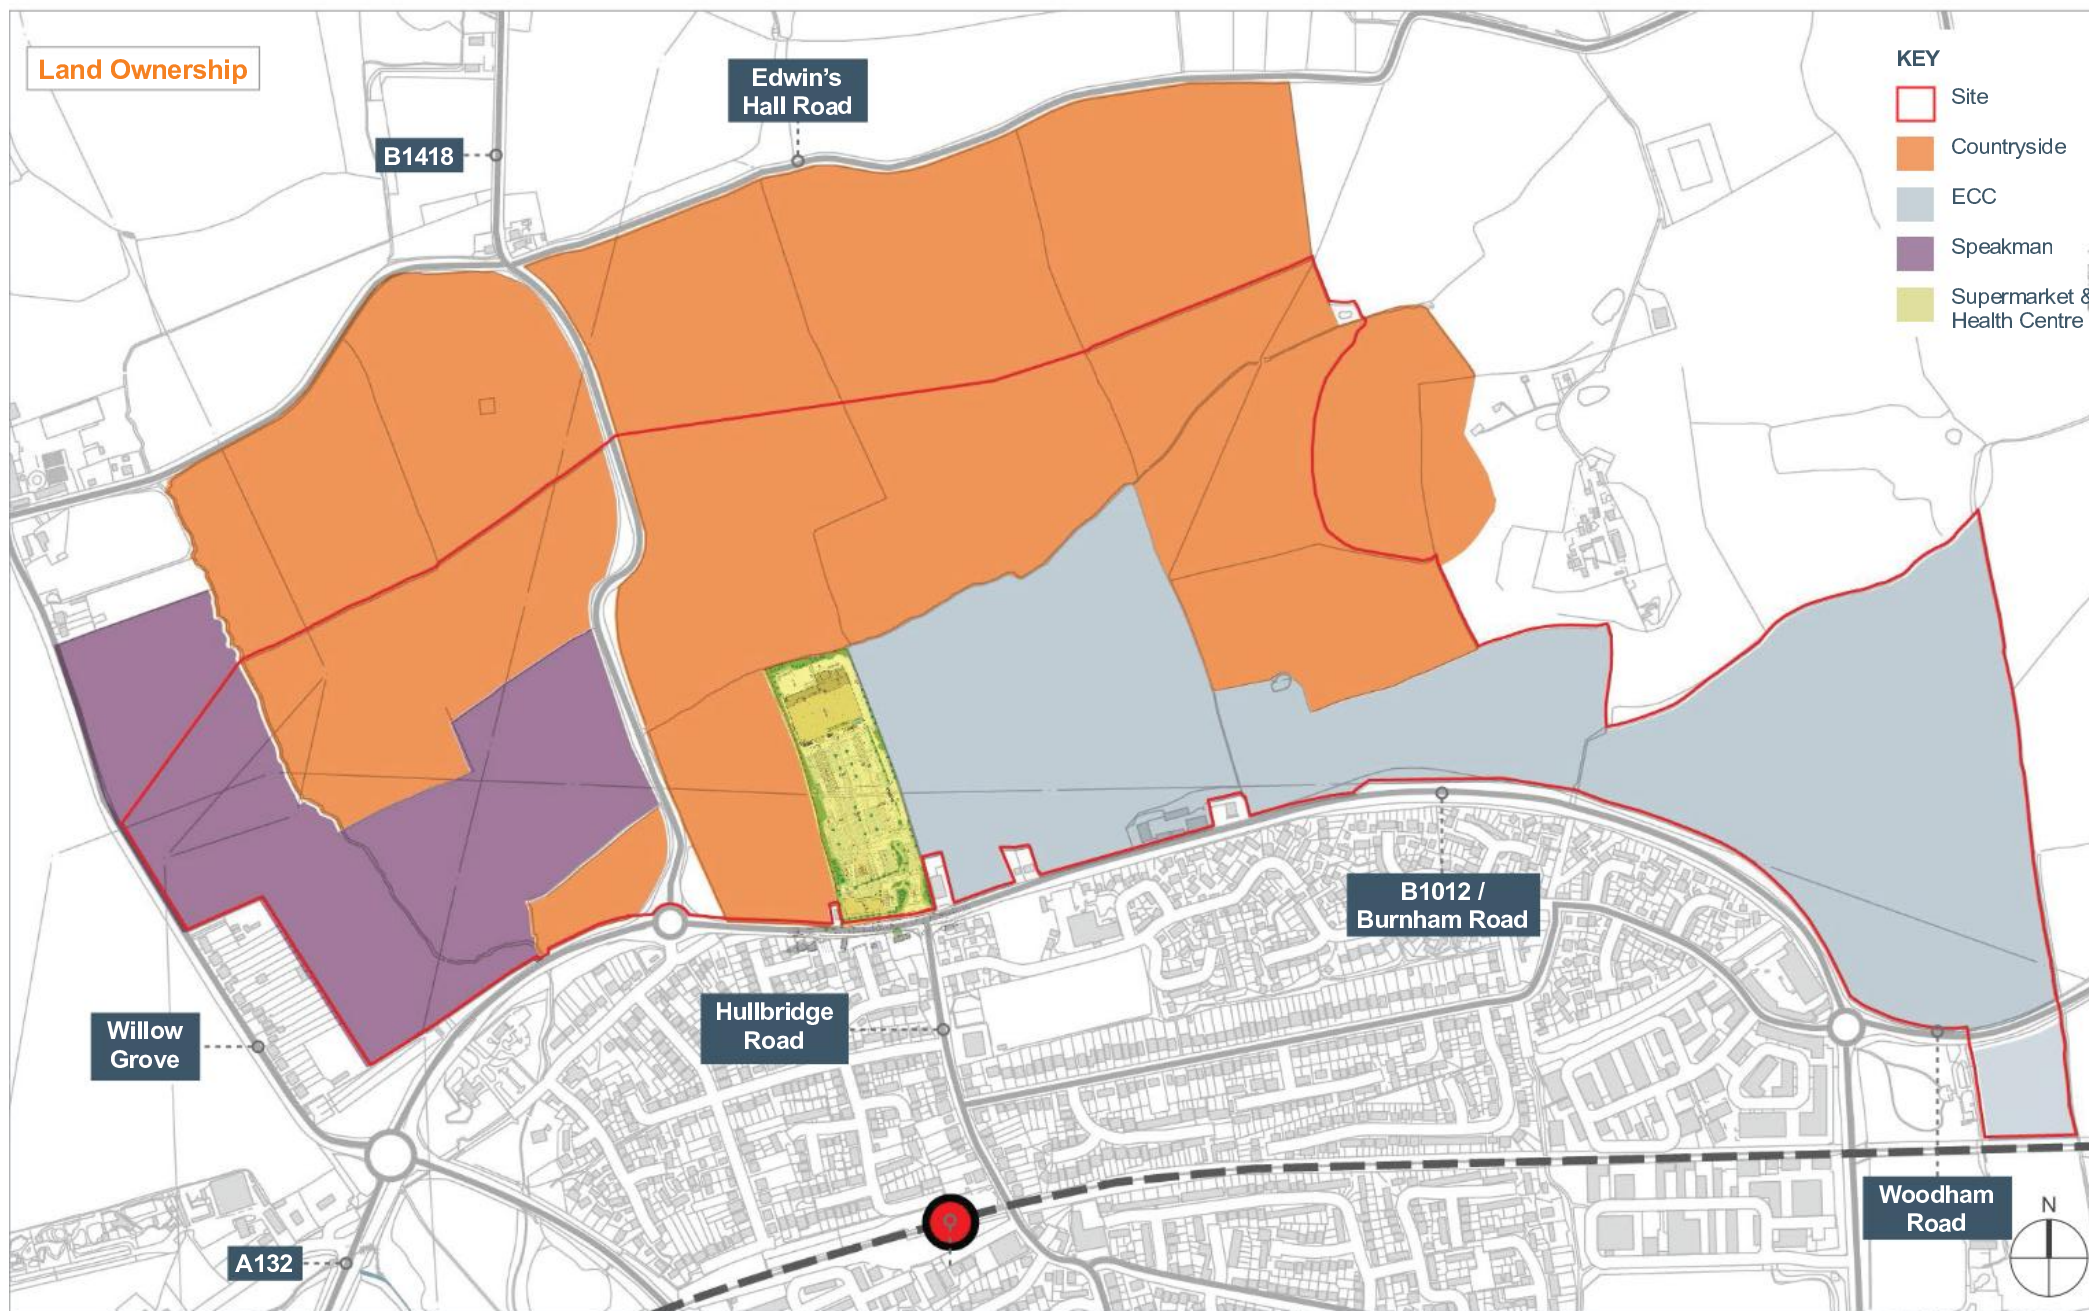 Land Ownership
Edwin's
Hall Road
B1418
KEY
Site
Countryside
ECC
Speakman
Supermarket &
Health Centre
B1012 /
Burnham Road
Hullbridge
Road
Willow
Grove
A132
Woodham
Road
N